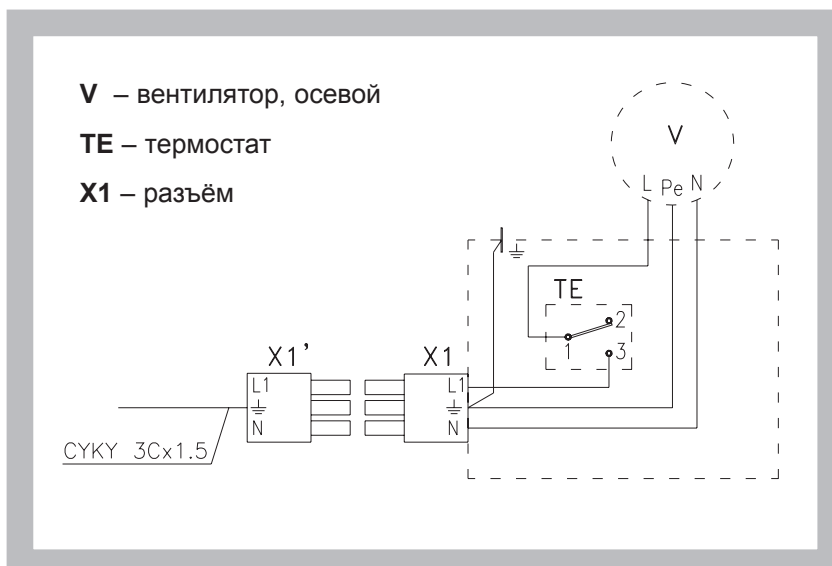 V – вентилятор, осевой
TE – термостат
X1 – разъём
V
L Pe N
TE
2
1
3
X1’ X1
L1 L1
N N
CYKY 3Cx1.5